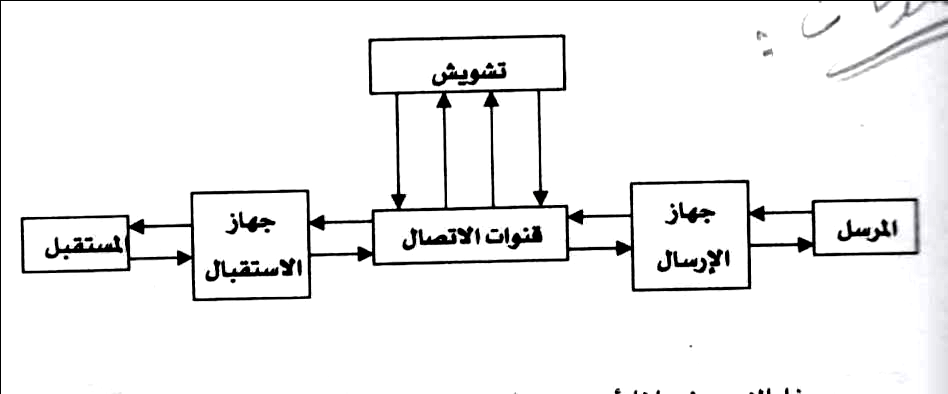 تشويش
المرسل
جهاز
الإرسال
قنوات الاتصال
جهاز
الاستقبال
المستقبل